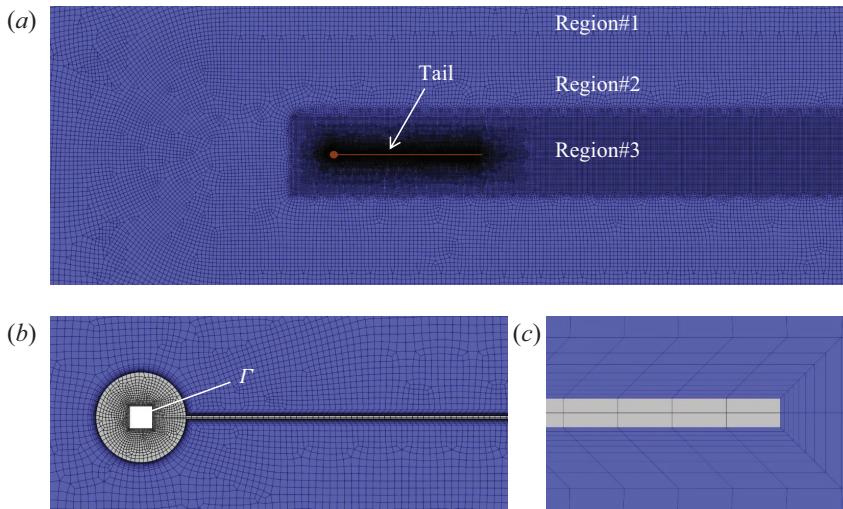 (a)
Region#1
Tail
Region#2
Region#3
(b)
Γ
(c)